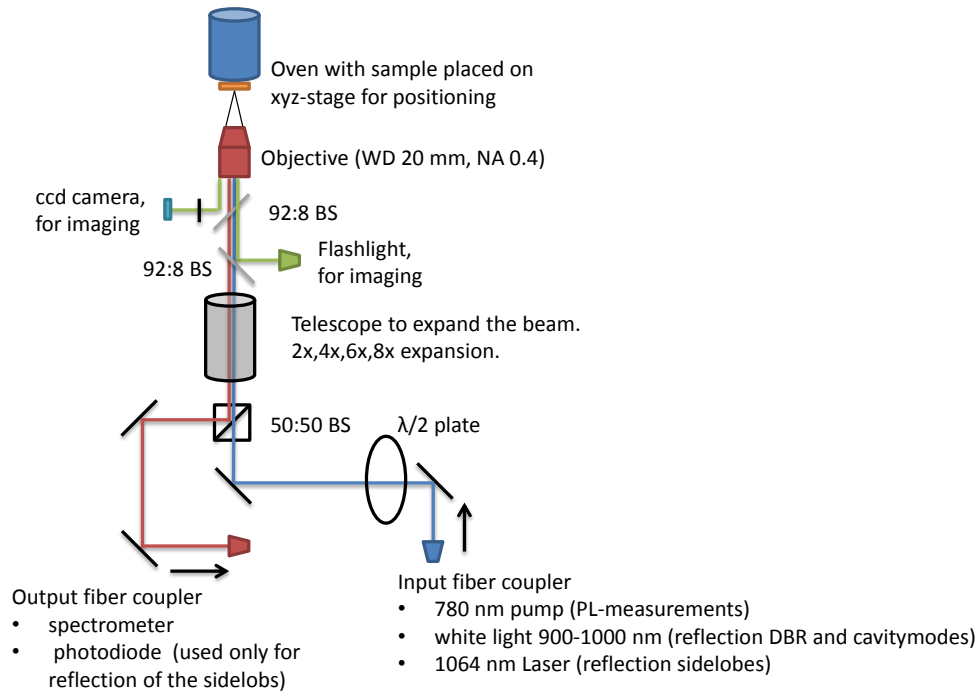 Oven with sample placed on
xyz-stage for positioning
Objective (WD 20 mm, NA 0.4)
ccd camera,
for imaging
92:8 BS
Flashlight,
for imaging
92:8 BS
Telescope to expand the beam.
2x,4x,6x,8x expansion.
50:50 BS
λ/2 plate
Output fiber coupler
• spectrometer
• photodiode (used only for
reflection of the sidelobs)
Input fiber coupler
• 780 nm pump (PL-measurements)
• white light 900-1000 nm (reflection DBR and cavitymodes)
• 1064 nm Laser (reflection sidelobes)